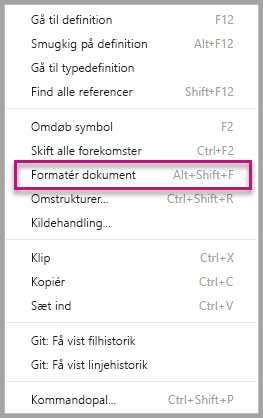 Gå til definition F12
Smugkig på definition Alt+F12
Gå til typedefinition
Find alle referencer Shift+F12
Omdøb symbol F2
Skift alle forekomster Ctrl+F2
Formatér dokument Alt+Shift+F
Omstrukturer... Ctrl+Shift+R
Kildehandling...
Klip Ctrl+X
Kopiér Ctrl+C
Sæt ind Ctrl+V
Git: Få vist filhistorik
Git: Få vist linjehistorik
Kommandopal... Ctrl+Shift+P